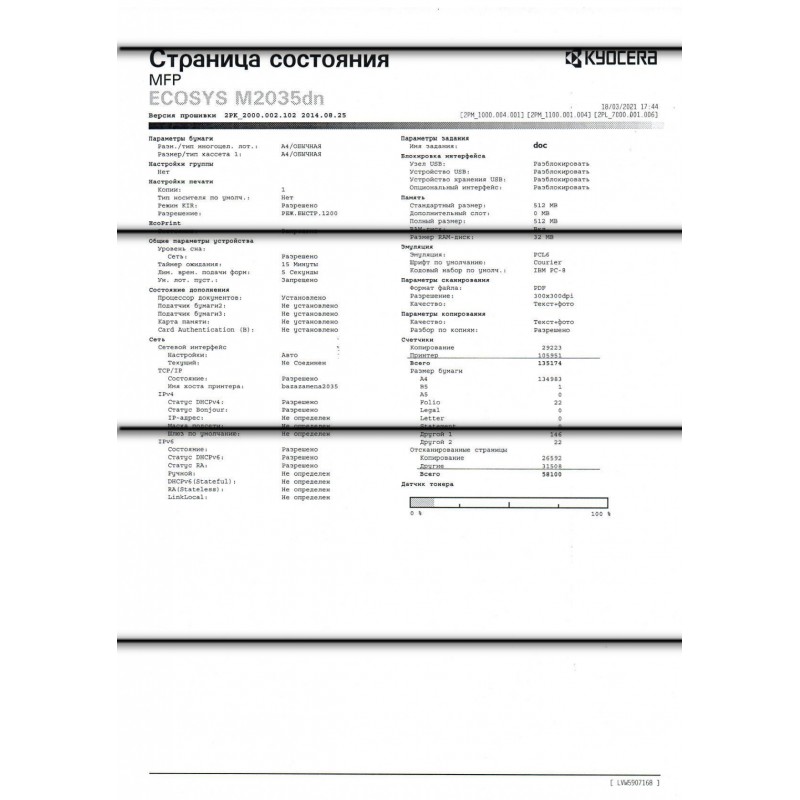 Страница состояния
KYOCERA
MFP
ECOSYS M2035dn
18/03/2021 17:44
Версия прошивки 2PK_2000.002.102 2014.08.25
[2PM_1000.004.001] [2PM_1100.001.004] [2PL_7000.001.006]
Параметры бумаги
Разм./тип многоцел. лот.: A4/ОБЫЧНАЯ
Размер/тип кассета 1: A4/ОБЫЧНАЯ
Настройки группы
Нет
Настройки печати
Копии: 1
Тип носителя по умолч.: Нет
Режим KIR: Разрешено
Разрешение: РЕЖ.БЫСТР.1200
EcoPrint
Общие параметры устройства
Уровень сна:
Сеть: Разрешено
Таймер ожидания: 15 Минуты
Лим. врем. подачи форм: 5 Секунды
Ук. лот. пуст.: Запрещено
Состояние дополнения
Процессор документов: Установлено
Податчик бумаги2: Не установлено
Податчик бумаги3: Не установлено
Карта памяти: Не установлено
Card Authentication (B): Не установлено
Сеть
Сетевой интерфейс
Настройки: Авто
Текущий: Не Соединен
TCP/IP
Состояние: Разрешено
Имя хоста принтера: bazazamena2035
IPv4
Статус DHCPv4: Разрешено
Статус Bonjour: Разрешено
IP-адрес: Не определен
Маска подсети: Не определен
Шлюз по умолчанию: Не определен
IPv6
Состояние: Разрешено
Статус DHCPv6: Разрешено
Статус RA: Разрешено
Ручной: Не определен
DHCPv6(Stateful): Не определен
RA(Stateless): Не определен
LinkLocal: Не определен
Параметры задания
Имя задания: doc
Блокировка интерфейса
Узел USB: Разблокировать
Устройство USB: Разблокировать
Устройство хранения USB: Разблокировать
Опциональный интерфейс: Разблокировать
Память
Стандартный размер: 512 MB
Дополнительный слот: 0 MB
Полный размер: 512 MB
RAM-диск:
Размер RAM-диск: 32 MB
Эмуляция
Эмуляция: PCL6
Шрифт по умолчанию: Courier
Кодовый набор по умолч.: IBM PC-8
Параметры сканирования
Формат файла: PDF
Разрешение: 300x300dpi
Качество: Текст+фото
Параметры копирования
Качество: Текст+фото
Разбор по копиям: Разрешено
Счетчики
Копирование 29223
Принтер 105951
Всего 135174
Размер бумаги
A4 134983
B5 1
A5 0
Folio 22
Legal 0
Letter 0
Statement
Другой 1 146
Другой 2 22
Отсканированные страницы
Копирование 26592
Другие 31508
Всего 58100
Датчик тонера
0 % 100 %
[ LVW5907168 ]